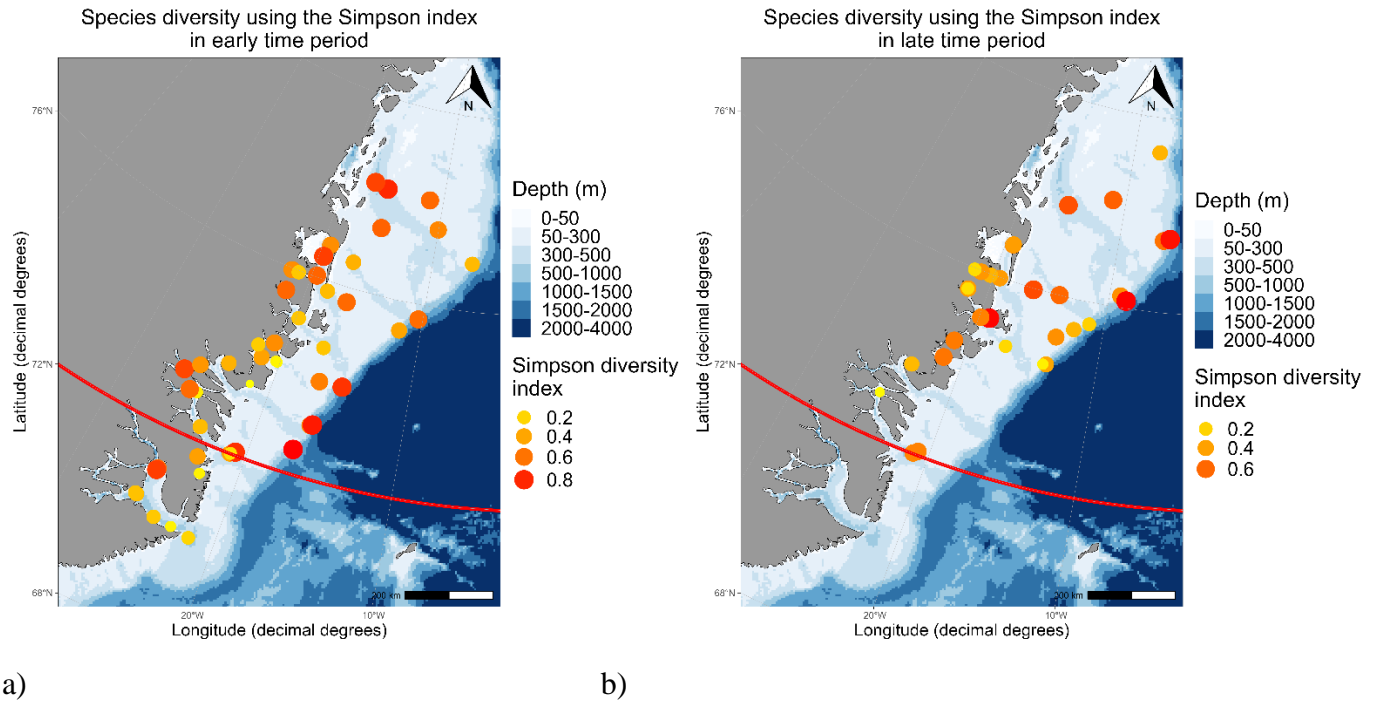 Species diversity using the Simpson index
in early time period
N
76°N
72°N
68°N
20°W
10°W
200 km
Latitude (decimal degrees)
Longitude (decimal degrees)
Depth (m)
0-50
50-300
300-500
500-1000
1000-1500
1500-2000
2000-4000
Simpson diversity
index
0.2
0.4
0.6
0.8
a)
Species diversity using the Simpson index
in late time period
N
76°N
72°N
68°N
20°W
10°W
200 km
Latitude (decimal degrees)
Longitude (decimal degrees)
Depth (m)
0-50
50-300
300-500
500-1000
1000-1500
1500-2000
2000-4000
Simpson diversity
index
0.2
0.4
0.6
b)